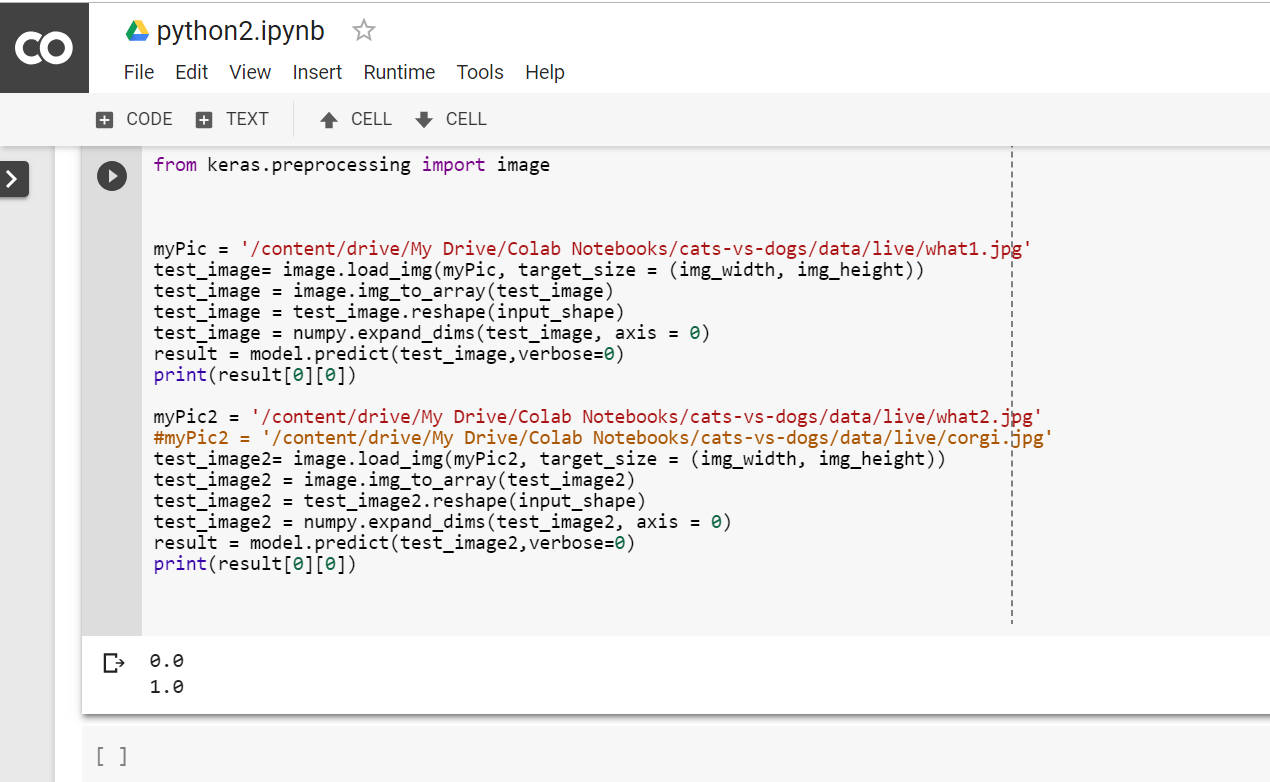 CO
python2.ipynb
File Edit View Insert Runtime Tools Help
CODE TEXT CELL CELL
from keras.preprocessing import image
myPic = '/content/drive/My Drive/Colab Notebooks/cats-vs-dogs/data/live/what1.jpg'
test_image= image.load_img(myPic, target_size = (img_width, img_height))
test_image = image.img_to_array(test_image)
test_image = test_image.reshape(input_shape)
test_image = numpy.expand_dims(test_image, axis = 0)
result = model.predict(test_image,verbose=0)
print(result[0][0])
myPic2 = '/content/drive/My Drive/Colab Notebooks/cats-vs-dogs/data/live/what2.jpg'
#myPic2 = '/content/drive/My Drive/Colab Notebooks/cats-vs-dogs/data/live/corgi.jpg'
test_image2= image.load_img(myPic2, target_size = (img_width, img_height))
test_image2 = image.img_to_array(test_image2)
test_image2 = test_image2.reshape(input_shape)
test_image2 = numpy.expand_dims(test_image2, axis = 0)
result = model.predict(test_image2,verbose=0)
print(result[0][0])
0.0
1.0
[ ]